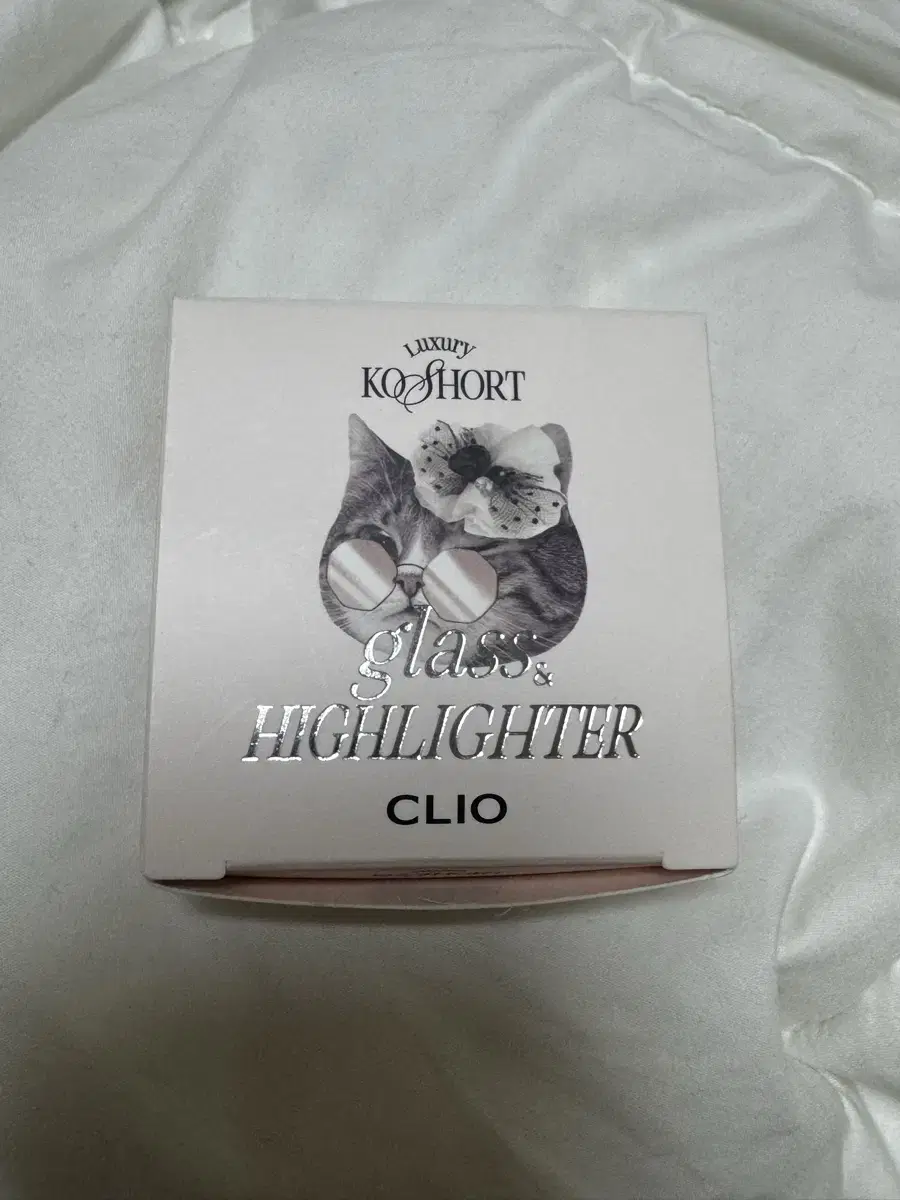 Luxury
KOSHORT
glass &
HIGHLIGHTER
CLIO